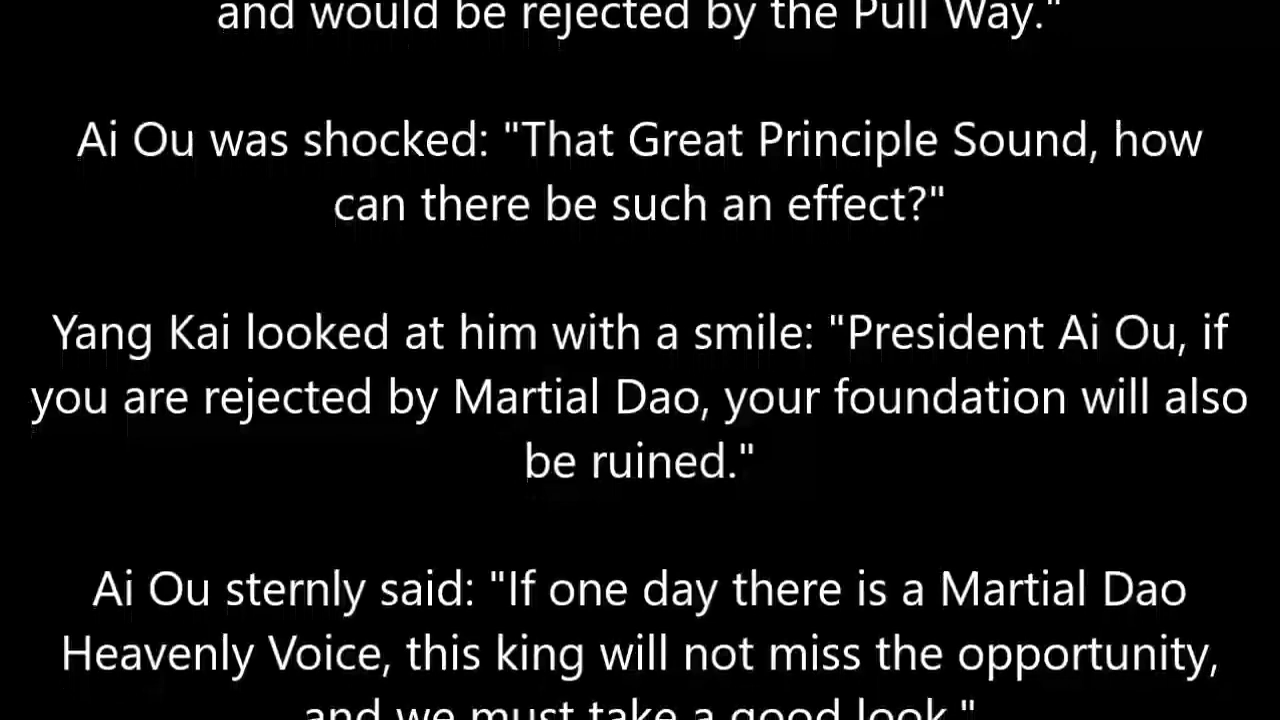 and would be rejected by the Pull Way."
Ai Ou was shocked: "That Great Principle Sound, how
can there be such an effect?"
Yang Kai looked at him with a smile: "President Ai Ou, if
you are rejected by Martial Dao, your foundation will also
be ruined."
Ai Ou sternly said: "If one day there is a Martial Dao
Heavenly Voice, this king will not miss the opportunity,
and we must take a good look."